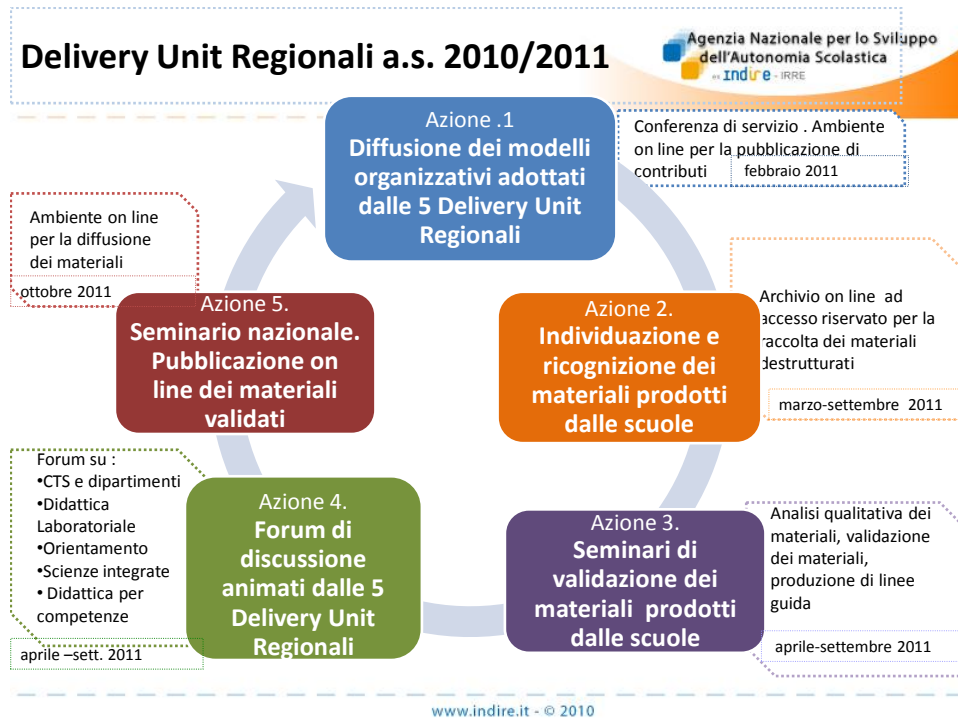 Delivery Unit Regionali a.s. 2010/2011
Agenzia Nazionale per lo Sviluppo
dell'Autonomia Scolastica
ex INDIRE - IRRE
Azione .1
Diffusione dei modelli
organizzativi adottati
dalle 5 Delivery Unit
Regionali
Conferenza di servizio . Ambiente
on line per la pubblicazione di
contributi
febbraio 2011
Azione 2.
Individuazione e
ricognizione dei
materiali prodotti
dalle scuole
Archivio on line ad
accesso riservato per la
raccolta dei materiali
destrutturati
marzo-settembre 2011
Azione 3.
Seminari di
validazione dei
materiali prodotti
dalle scuole
Analisi qualitativa dei
materiali, validazione
dei materiali,
produzione di linee
guida
aprile-settembre 2011
Azione 4.
Forum di
discussione
animati dalle 5
Delivery Unit
Regionali
Forum su :
•CTS e dipartimenti
•Didattica
Laboratoriale
•Orientamento
•Scienze integrate
• Didattica per
competenze
aprile –sett. 2011
Azione 5.
Seminario nazionale.
Pubblicazione on
line dei materiali
validati
Ambiente on line
per la diffusione
dei materiali
ottobre 2011
www.indire.it - © 2010